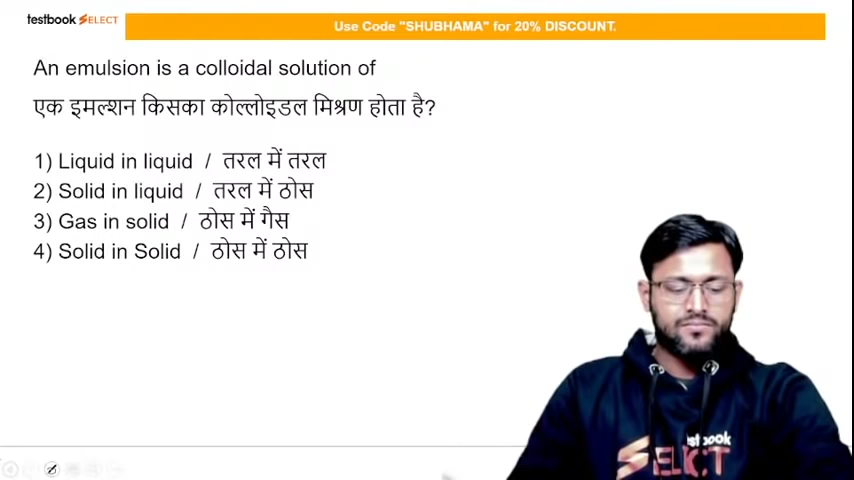 testbook SELECT
Use Code "SHUBHAMA" for 20% DISCOUNT.
An emulsion is a colloidal solution of
एक इमल्शन किसका कोल्लोइडल मिश्रण होता है?
1) Liquid in liquid / तरल में तरल
2) Solid in liquid / तरल में ठोस
3) Gas in solid / ठोस में गैस
4) Solid in Solid / ठोस में ठोस
testbook
SELECT